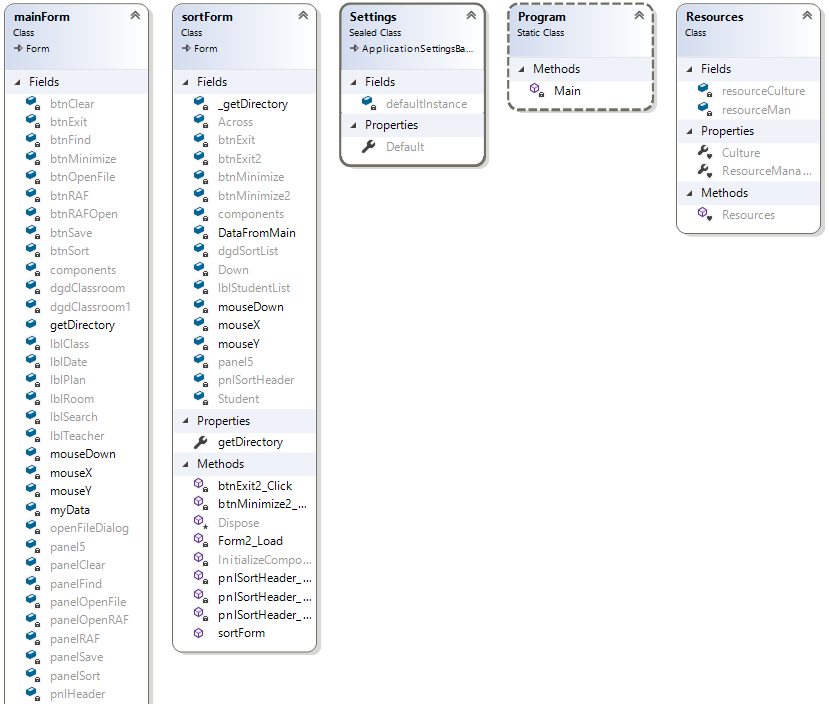 mainForm
Class
Form
Fields
btnClear
btnExit
btnFind
btnMinimize
btnOpenFile
btnRAF
btnRAFOpen
btnSave
btnSort
components
dgdClassroom
dgdClassroom1
getDirectory
lblClass
lblDate
lblPlan
lblRoom
lblSearch
lblTeacher
mouseDown
mouseX
mouseY
myData
openFileDialog
panel5
panelClear
panelFind
panelOpenFile
panelOpenRAF
panelRAF
panelSave
panelSort
pnlHeader
sortForm
Class
Form
Fields
_getDirectory
Across
btnExit
btnExit2
btnMinimize
btnMinimize2
components
DataFromMain
dgdSortList
Down
lblStudentList
mouseDown
mouseX
mouseY
panel5
pnlSortHeader
Student
Properties
getDirectory
Methods
btnExit2_Click
btnMinimize2_...
Dispose
Form2_Load
InitializeCompo...
pnlSortHeader_...
pnlSortHeader_...
pnlSortHeader_...
sortForm
Settings
Sealed Class
ApplicationSettingsBa...
Fields
defaultInstance
Properties
Default
Program
Static Class
Methods
Main
Resources
Class
Fields
resourceCulture
resourceMan
Properties
Culture
ResourceMana...
Methods
Resources